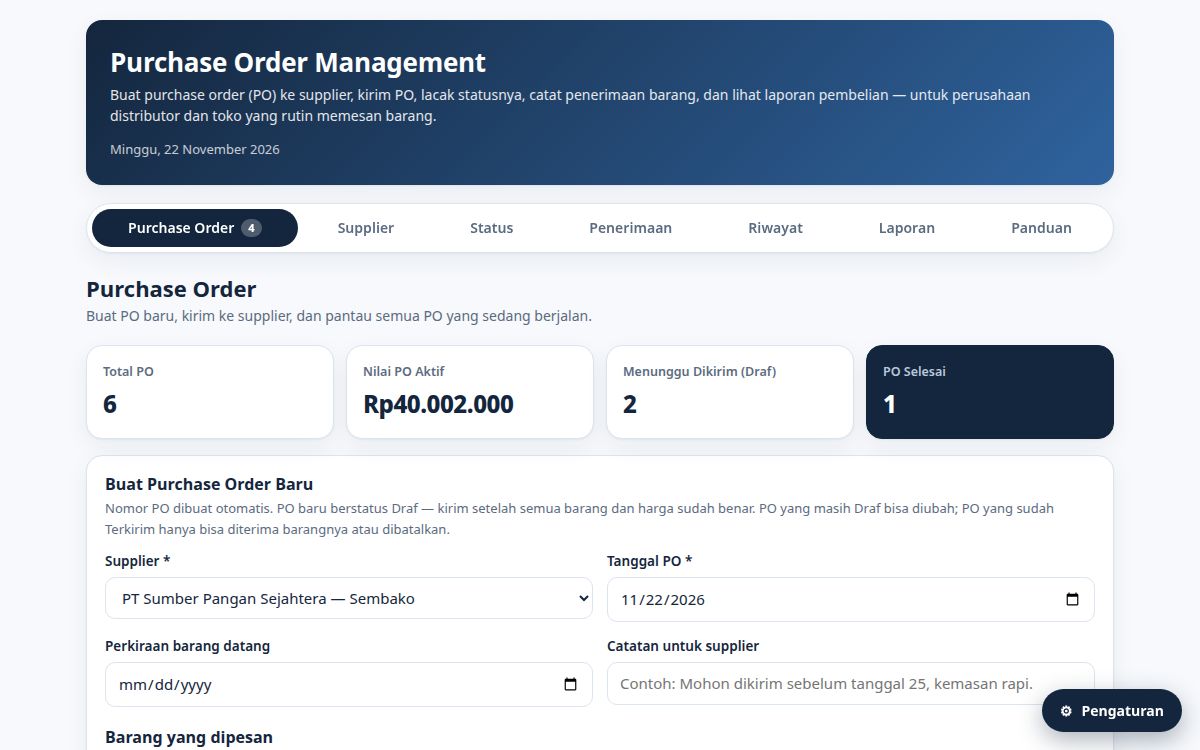 Purchase Order Management
Buat purchase order (PO) ke supplier, kirim PO, lacak statusnya, catat penerimaan barang, dan lihat laporan pembelian — untuk perusahaan
distributor dan toko yang rutin memesan barang.
Minggu, 22 November 2026
Purchase Order 4 Supplier Status Penerimaan Riwayat Laporan Panduan
Purchase Order
Buat PO baru, kirim ke supplier, dan pantau semua PO yang sedang berjalan.
Total PO
6
Nilai PO Aktif
Rp40.002.000
Menunggu Dikirim (Draf)
2
PO Selesai
1
Buat Purchase Order Baru
Nomor PO dibuat otomatis. PO baru berstatus Draf — kirim setelah semua barang dan harga sudah benar. PO yang masih Draf bisa diubah; PO yang sudah
Terkirim hanya bisa diterima barangnya atau dibatalkan.
Supplier *
PT Sumber Pangan Sejahtera — Sembako
Tanggal PO *
11/22/2026
Perkiraan barang datang
mm/dd/yyyy
Catatan untuk supplier
Contoh: Mohon dikirim sebelum tanggal 25, kemasan rapi.
Barang yang dipesan
⚙ Pengaturan